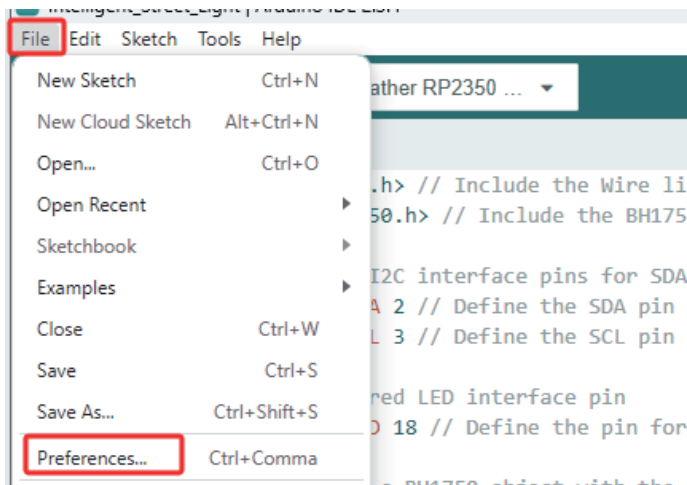 Intelligent_Street_Light | Arduino IDE 2.3.4
File Edit Sketch Tools Help
New Sketch Ctrl+N
ather RP2350 ...
New Cloud Sketch Alt+Ctrl+N
Open... Ctrl+O
.h> // Include the Wire li
Open Recent
50.h> // Include the BH175
Sketchbook
I2C interface pins for SDA
Examples
A 2 // Define the SDA pin
Close Ctrl+W
L 3 // Define the SCL pin
Save Ctrl+S
red LED interface pin
Save As... Ctrl+Shift+S
D 18 // Define the pin for
Preferences... Ctrl+Comma